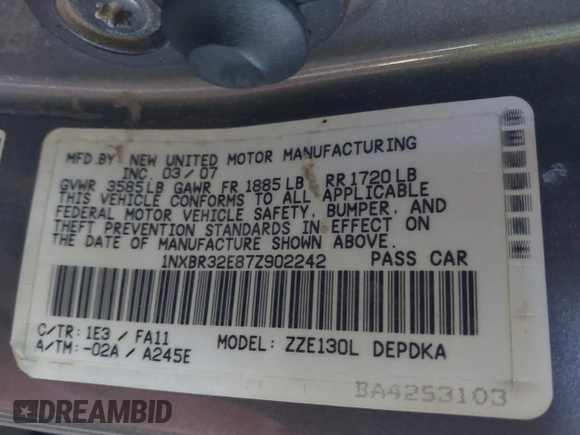 MFD.BY NEW UNITED MOTOR MANUFACTURING
INC. 03/07
GVWR 3585LB GAWR FR 1885LB RR 1720LB
THIS VEHICLE CONFORMS TO ALL APPLICABLE
FEDERAL MOTOR VEHICLE SAFETY, BUMPER, AND
THEFT PREVENTION STANDARDS IN EFFECT ON
THE DATE OF MANUFACTURE SHOWN ABOVE.
1NXBR32E87Z902242 PASS CAR
C/TR: 1E3 / FA11
A/TM: -02A / A245E
MODEL: ZZE130L DEPDKA
BA4253103
DREAMBID